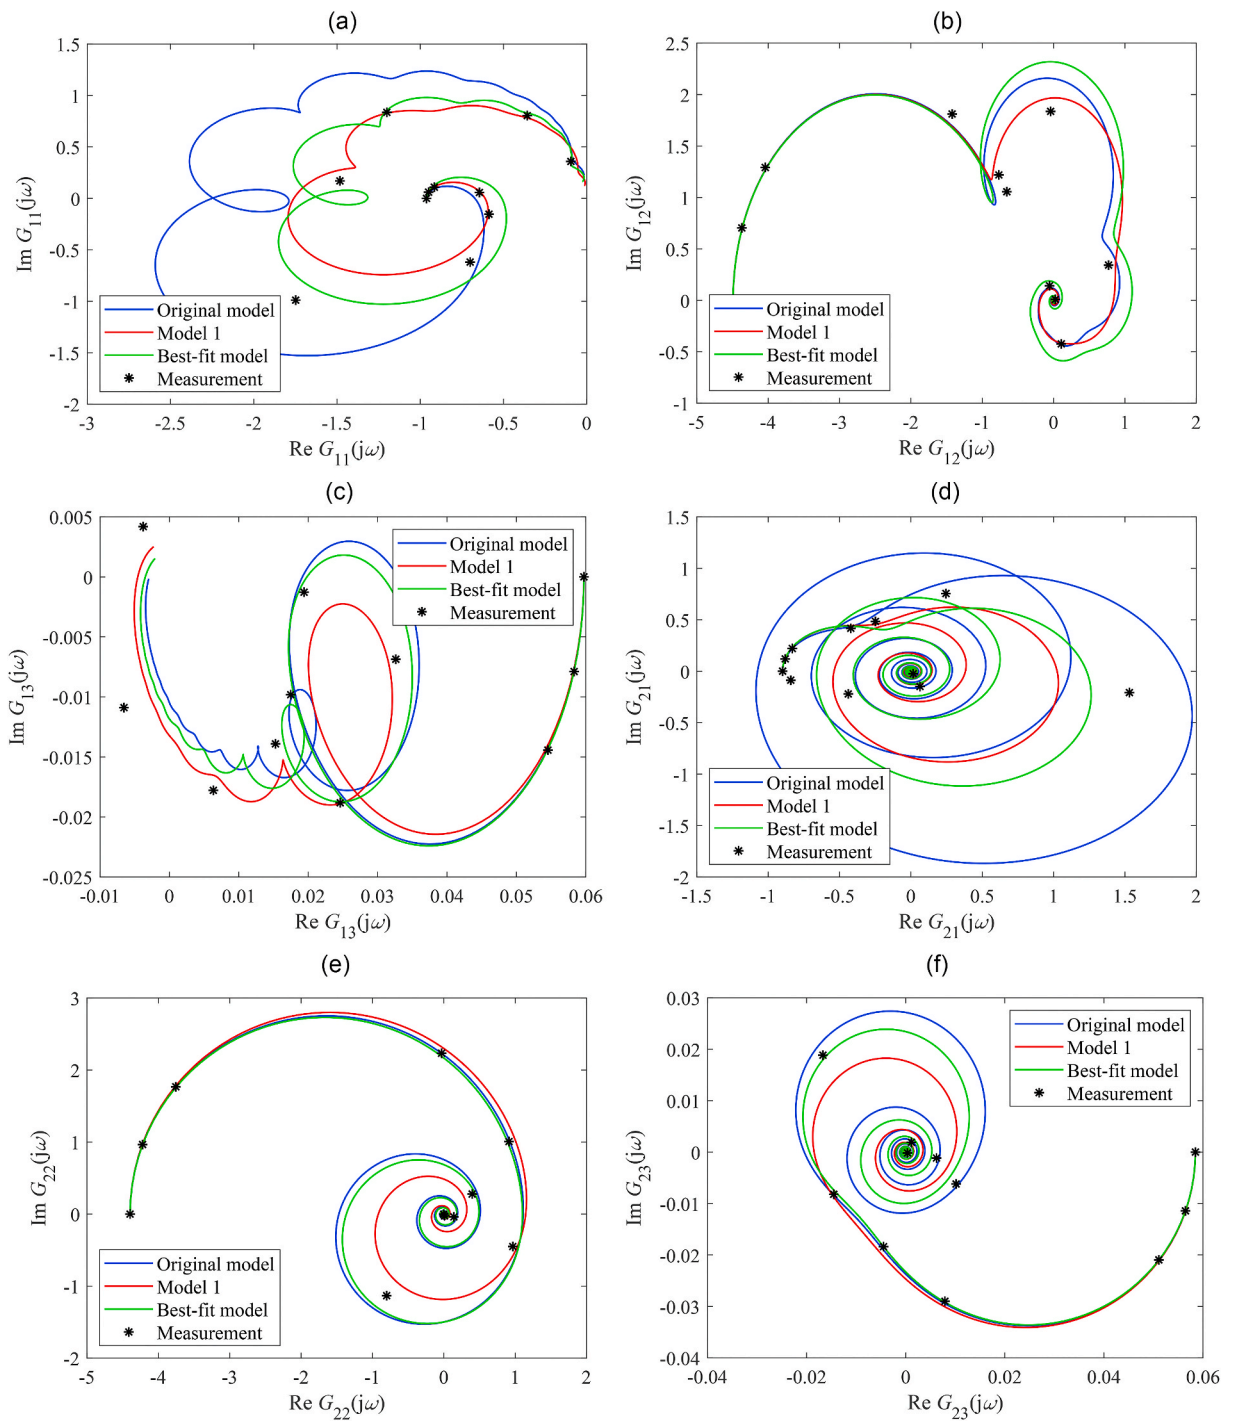 (a)
1.5
1
0.5
0
-0.5
-1
-1.5
-2
-3 -2.5 -2 -1.5 -1 -0.5 0
Im G11(jω)
Re G11(jω)
Original model
Model 1
Best-fit model
Measurement
(b)
2.5
2
1.5
1
0.5
0
-0.5
-1
-5 -4 -3 -2 -1 0 1 2
Im G12(jω)
Re G12(jω)
Original model
Model 1
Best-fit model
Measurement
(c)
0.005
0
-0.005
-0.01
-0.015
-0.02
-0.025
-0.01 0 0.01 0.02 0.03 0.04 0.05 0.06
Im G13(jω)
Re G13(jω)
Original model
Model 1
Best-fit model
Measurement
(d)
1.5
1
0.5
0
-0.5
-1
-1.5
-2
-1.5 -1 -0.5 0 0.5 1 1.5 2
Im G21(jω)
Re G21(jω)
Original model
Model 1
Best-fit model
Measurement
(e)
3
2
1
0
-1
-2
-5 -4 -3 -2 -1 0 1 2
Im G22(jω)
Re G22(jω)
Original model
Model 1
Best-fit model
Measurement
(f)
0.03
0.02
0.01
0
-0.01
-0.02
-0.03
-0.04
-0.04 -0.02 0 0.02 0.04 0.06
Im G23(jω)
Re G23(jω)
Original model
Model 1
Best-fit model
Measurement